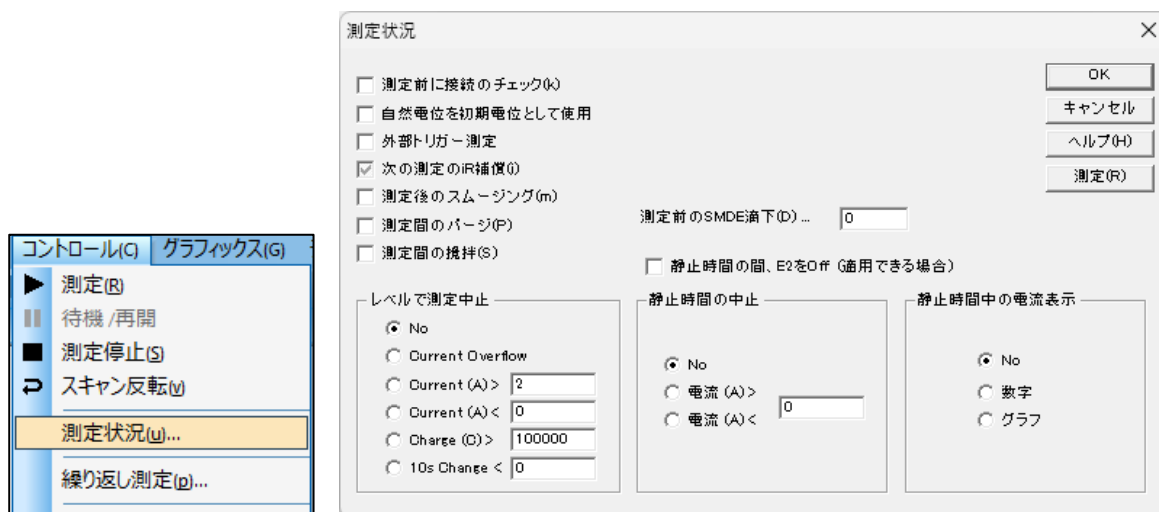 コントロール(C) グラフィックス(G)
測定(R)
待機 /再開
測定停止(S)
スキャン反転(v)
測定状況(u)...
繰り返し測定(p)...
測定状況
測定前に接続のチェック(k)
自然電位を初期電位として使用
外部トリガー測定
次の測定のiR補償(i)
測定後のスムージング(m)
測定間のパージ(P)
測定間の攪拌(S)
OK
キャンセル
ヘルプ(H)
測定(R)
測定前のSMDE滴下(D) ... 0
静止時間の間、E2をOff (適用できる場合)
レベルで測定中止
No
Current Overflow
Current (A) > 2
Current (A) < 0
Charge (C) > 100000
10s Change < 0
静止時間の中止
No
電流 (A) >
電流 (A) <
0
静止時間中の電流表示
No
数字
グラフ